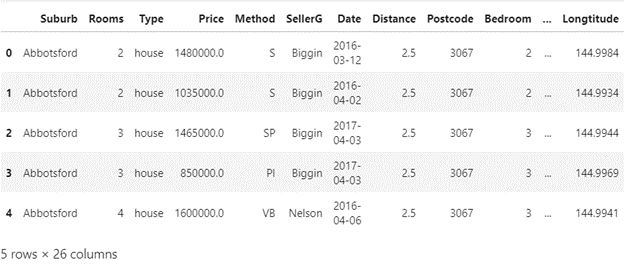 Suburb Rooms Type Price Method SellerG Date Distance Postcode Bedroom ... Longtitude
0 Abbotsford 2 house 1480000.0 S Biggin 2016-03-12 2.5 3067 2 ... 144.9984
1 Abbotsford 2 house 1035000.0 S Biggin 2016-04-02 2.5 3067 2 ... 144.9934
2 Abbotsford 3 house 1465000.0 SP Biggin 2017-04-03 2.5 3067 3 ... 144.9944
3 Abbotsford 3 house 850000.0 PI Biggin 2017-04-03 2.5 3067 3 ... 144.9969
4 Abbotsford 4 house 1600000.0 VB Nelson 2016-04-06 2.5 3067 3 ... 144.9941
5 rows × 26 columns